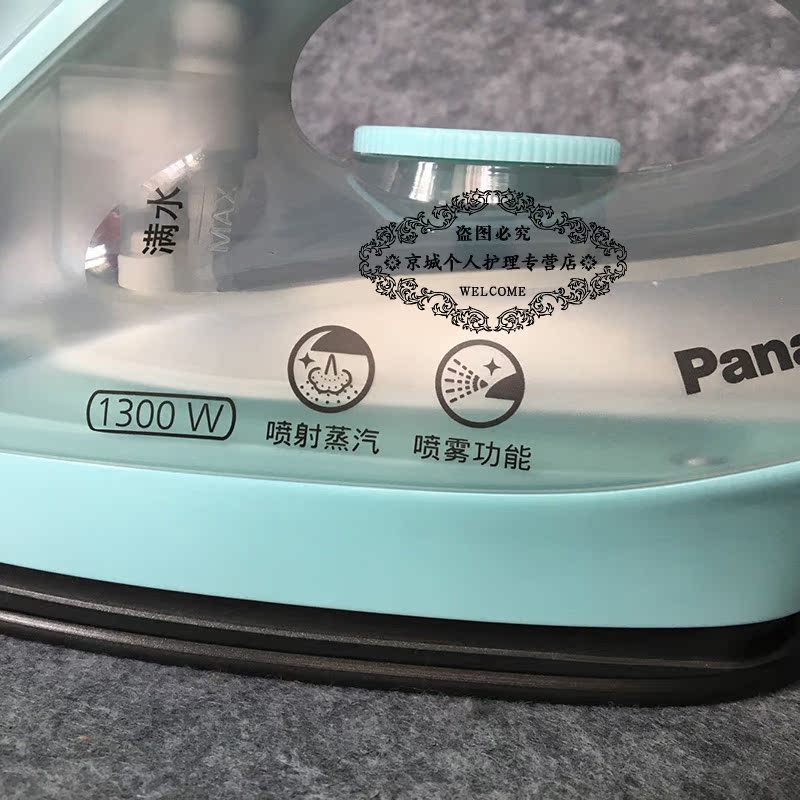 满水
MAX
盗图必究
京城个人护理专营店
WELCOME
Pana
1300 W
喷射蒸汽
喷雾功能